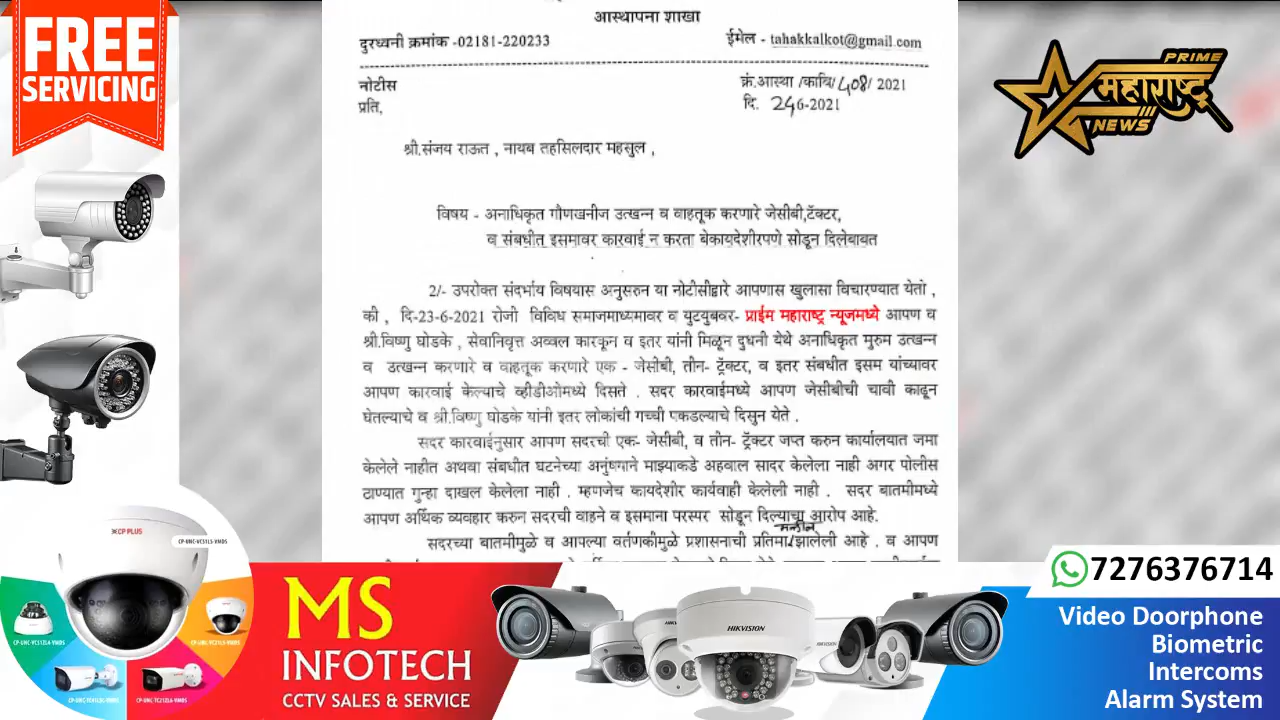 FREE
SERVICING
आस्थापना शाखा
दुरध्वनी क्रमांक -02181-220233
ईमेल - tahakkalkot@gmail.com
नोटीस
क्रं.आस्था /कावि/408/ 2021
प्रति,
दि. 24 6-2021
श्री.संजय राऊत , नायब तहसिलदार महसुल ,
विषय - अनाधिकृत गौणखनीज उत्खन्न व वाहतूक करणारे जेसीबी,टॅक्टर,
व संबधीत इसमावर कारवाई न करता बेकायदेशीरपणे सोडून दिलेबाबत
2/- उपरोक्त संदर्भाय विषयास अनुसरुन या नोटीसीद्वारे आपणास खुलासा विचारण्यात येतो ,
की , दि-23-6-2021 रोजी विविध समाजमाध्यमावर व युटयुबवर- प्राईम महाराष्ट्र न्यूजमध्ये आपण व
श्री.विष्णु घोडके , सेवानिवृत्त अव्वल कारकून व इतर यांनी मिळून दुधनी येथे अनाधिकृत मुरुम उत्खन्न
व उत्खन्न करणारे व वाहतूक करणारे एक - जेसीबी, तीन- ट्रॅक्टर, व इतर संबधीत इसम यांच्यावर
आपण कारवाई केल्याचे व्हीडीओमध्ये दिसते . सदर कारवाईमध्ये आपण जेसीबीची चावी काढून
घेतल्याचे व श्री.विष्णु घोडके यांनी इतर लोकांची गच्ची पकडल्याचे दिसुन येते .
सदर कारवाईनुसार आपण सदरची एक- जेसीबी, व तीन- ट्रॅक्टर जप्त करुन कार्यालयात जमा
केलेले नाहीत अथवा संबधीत घटनेच्या अनुंषगाने माझ्याकडे अहवाल सादर केलेला नाही अगर पोलीस
ठाण्यात गुन्हा दाखल केलेला नाही . म्हणजेच कायदेशीर कार्यवाही केलेली नाही . सदर बातमीमध्ये
आपण अर्थिक व्यवहार करुन सदरची वाहने व इसमाना परस्पर सोडून दिल्याचा आरोप आहे.
मलीन
सदरच्या बातमीमुळे व आपल्या वर्तणकीमुळे प्रशासनाची प्रतिमा झालेली आहे . व आपण
PRIME
महाराष्ट्र
NEWS
CP PLUS
CP-UNC-VC51L5-VMDS
MS
INFOTECH
CCTV SALES & SERVICE
HIKVISION
7276376714
Video Doorphone
Biometric
Intercoms
Alarm System